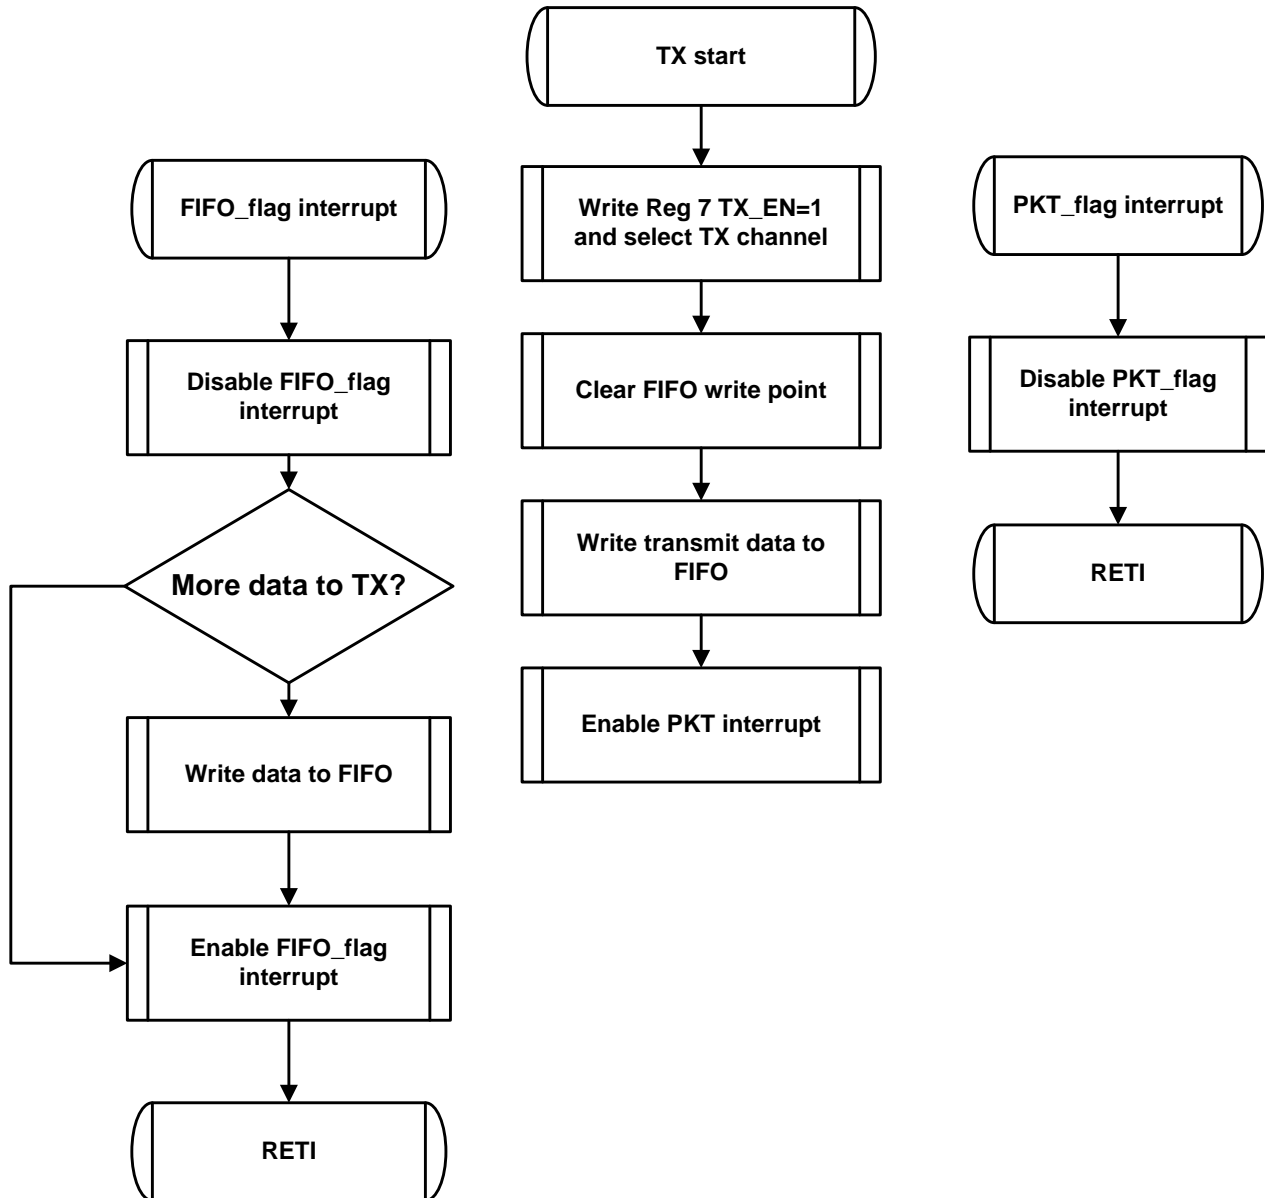 TX start
Write Reg 7 TX_EN=1
and select TX channel
Clear FIFO write point
Write transmit data to
FIFO
Enable PKT interrupt
FIFO_flag interrupt
Disable FIFO_flag
interrupt
More data to TX?
Write data to FIFO
Enable FIFO_flag
interrupt
RETI
PKT_flag interrupt
Disable PKT_flag
interrupt
RETI